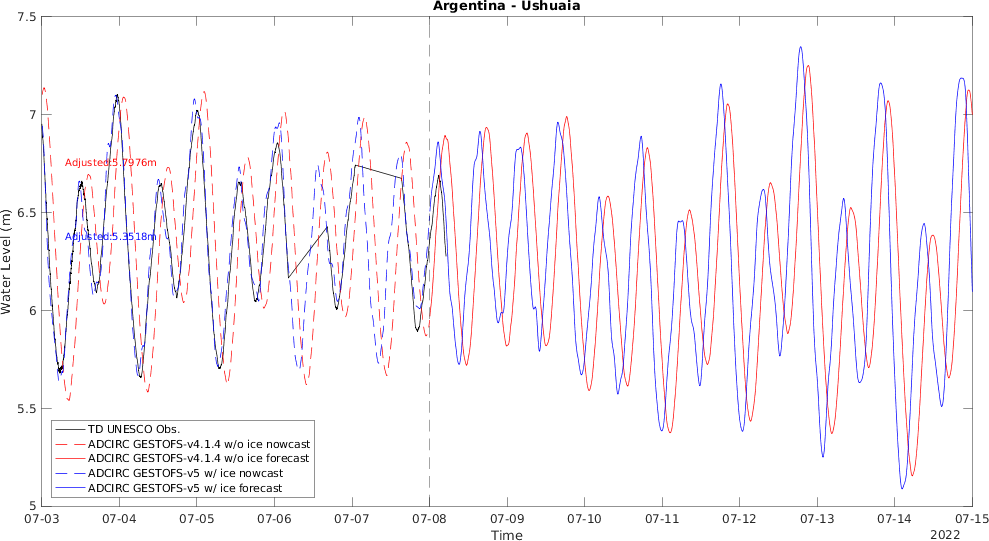 Argentina - Ushuaia
7.5
7
6.5
6
5.5
5
Water Level (m)
Adjusted:5.7976m
Adjusted:5.3518m
TD UNESCO Obs.
ADCIRC GESTOFS-v4.1.4 w/o ice nowcast
ADCIRC GESTOFS-v4.1.4 w/o ice forecast
ADCIRC GESTOFS-v5 w/ ice nowcast
ADCIRC GESTOFS-v5 w/ ice forecast
07-03 07-04 07-05 07-06 07-07 07-08 07-09 07-10 07-11 07-12 07-13 07-14 07-15
Time
2022